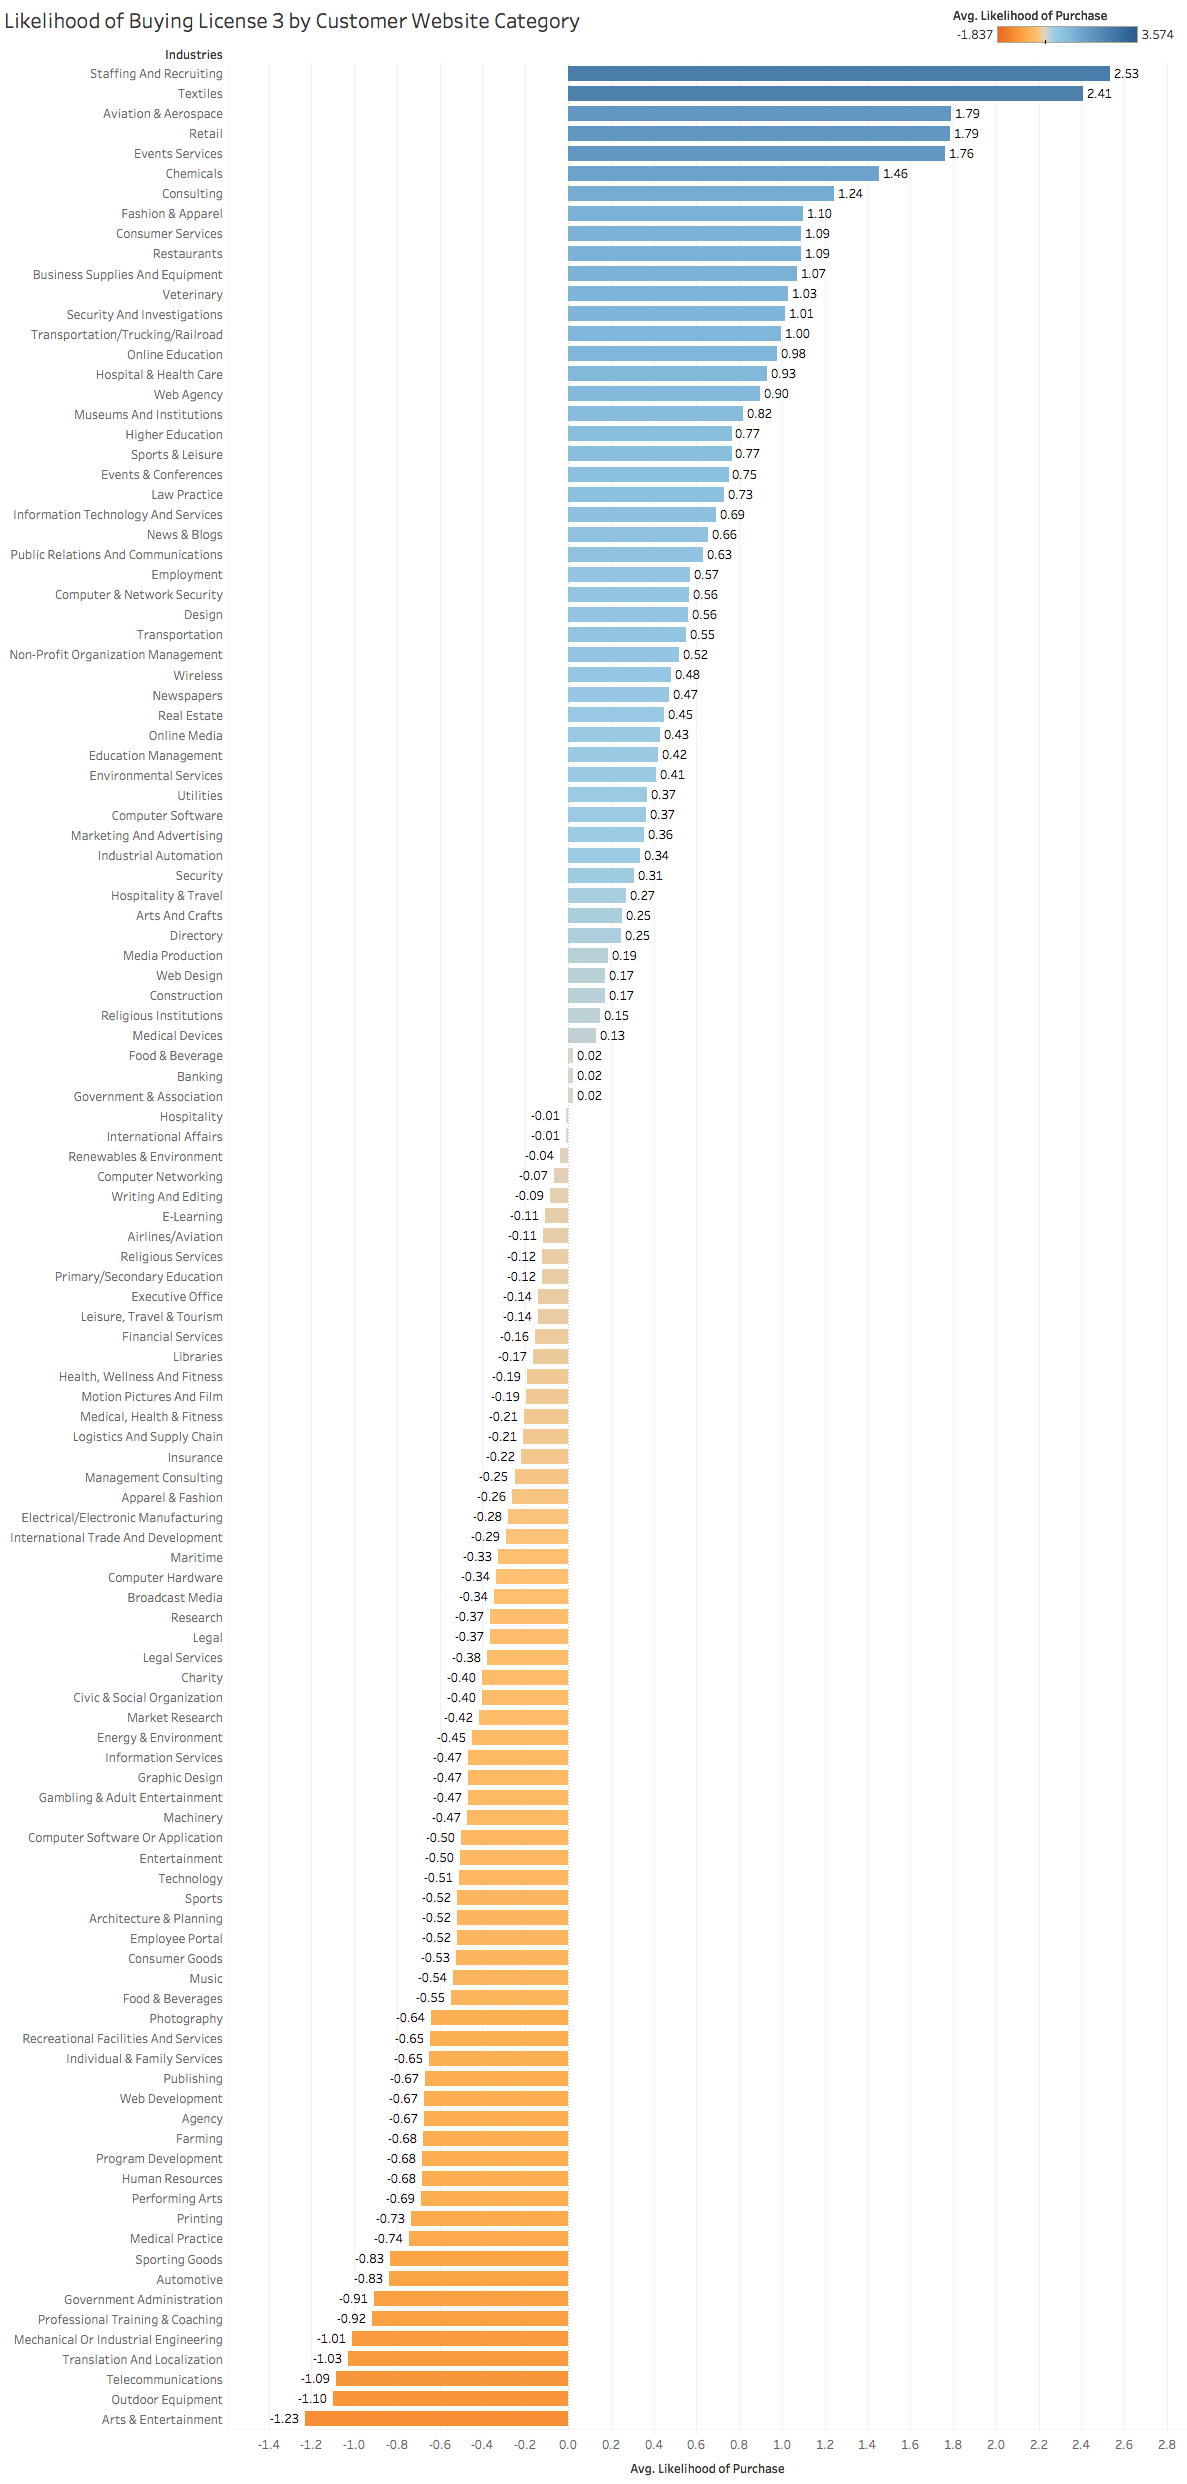 Likelihood of Buying License 3 by Customer Website Category
Avg. Likelihood of Purchase
-1.837 3.574
Industries
Staffing And Recruiting 2.53
Textiles 2.41
Aviation & Aerospace 1.79
Retail 1.79
Events Services 1.76
Chemicals 1.46
Consulting 1.24
Fashion & Apparel 1.10
Consumer Services 1.09
Restaurants 1.09
Business Supplies And Equipment 1.07
Veterinary 1.03
Security And Investigations 1.01
Transportation/Trucking/Railroad 1.00
Online Education 0.98
Hospital & Health Care 0.93
Web Agency 0.90
Museums And Institutions 0.82
Higher Education 0.77
Sports & Leisure 0.77
Events & Conferences 0.75
Law Practice 0.73
Information Technology And Services 0.69
News & Blogs 0.66
Public Relations And Communications 0.63
Employment 0.57
Computer & Network Security 0.56
Design 0.56
Transportation 0.55
Non-Profit Organization Management 0.52
Wireless 0.48
Newspapers 0.47
Real Estate 0.45
Online Media 0.43
Education Management 0.42
Environmental Services 0.41
Utilities 0.37
Computer Software 0.37
Marketing And Advertising 0.36
Industrial Automation 0.34
Security 0.31
Hospitality & Travel 0.27
Arts And Crafts 0.25
Directory 0.25
Media Production 0.19
Web Design 0.17
Construction 0.17
Religious Institutions 0.15
Medical Devices 0.13
Food & Beverage 0.02
Banking 0.02
Government & Association 0.02
Hospitality -0.01
International Affairs -0.01
Renewables & Environment -0.04
Computer Networking -0.07
Writing And Editing -0.09
E-Learning -0.11
Airlines/Aviation -0.11
Religious Services -0.12
Primary/Secondary Education -0.12
Executive Office -0.14
Leisure, Travel & Tourism -0.14
Financial Services -0.16
Libraries -0.17
Health, Wellness And Fitness -0.19
Motion Pictures And Film -0.19
Medical, Health & Fitness -0.21
Logistics And Supply Chain -0.21
Insurance -0.22
Management Consulting -0.25
Apparel & Fashion -0.26
Electrical/Electronic Manufacturing -0.28
International Trade And Development -0.29
Maritime -0.33
Computer Hardware -0.34
Broadcast Media -0.34
Research -0.37
Legal -0.37
Legal Services -0.38
Charity -0.40
Civic & Social Organization -0.40
Market Research -0.42
Energy & Environment -0.45
Information Services -0.47
Graphic Design -0.47
Gambling & Adult Entertainment -0.47
Machinery -0.47
Computer Software Or Application -0.50
Entertainment -0.50
Technology -0.51
Sports -0.52
Architecture & Planning -0.52
Employee Portal -0.52
Consumer Goods -0.53
Music -0.54
Food & Beverages -0.55
Photography -0.64
Recreational Facilities And Services -0.65
Individual & Family Services -0.65
Publishing -0.67
Web Development -0.67
Agency -0.67
Farming -0.68
Program Development -0.68
Human Resources -0.68
Performing Arts -0.69
Printing -0.73
Medical Practice -0.74
Sporting Goods -0.83
Automotive -0.83
Government Administration -0.91
Professional Training & Coaching -0.92
Mechanical Or Industrial Engineering -1.01
Translation And Localization -1.03
Telecommunications -1.09
Outdoor Equipment -1.10
Arts & Entertainment -1.23
-1.4 -1.2 -1.0 -0.8 -0.6 -0.4 -0.2 0.0 0.2 0.4 0.6 0.8 1.0 1.2 1.4 1.6 1.8 2.0 2.2 2.4 2.6 2.8
Avg. Likelihood of Purchase